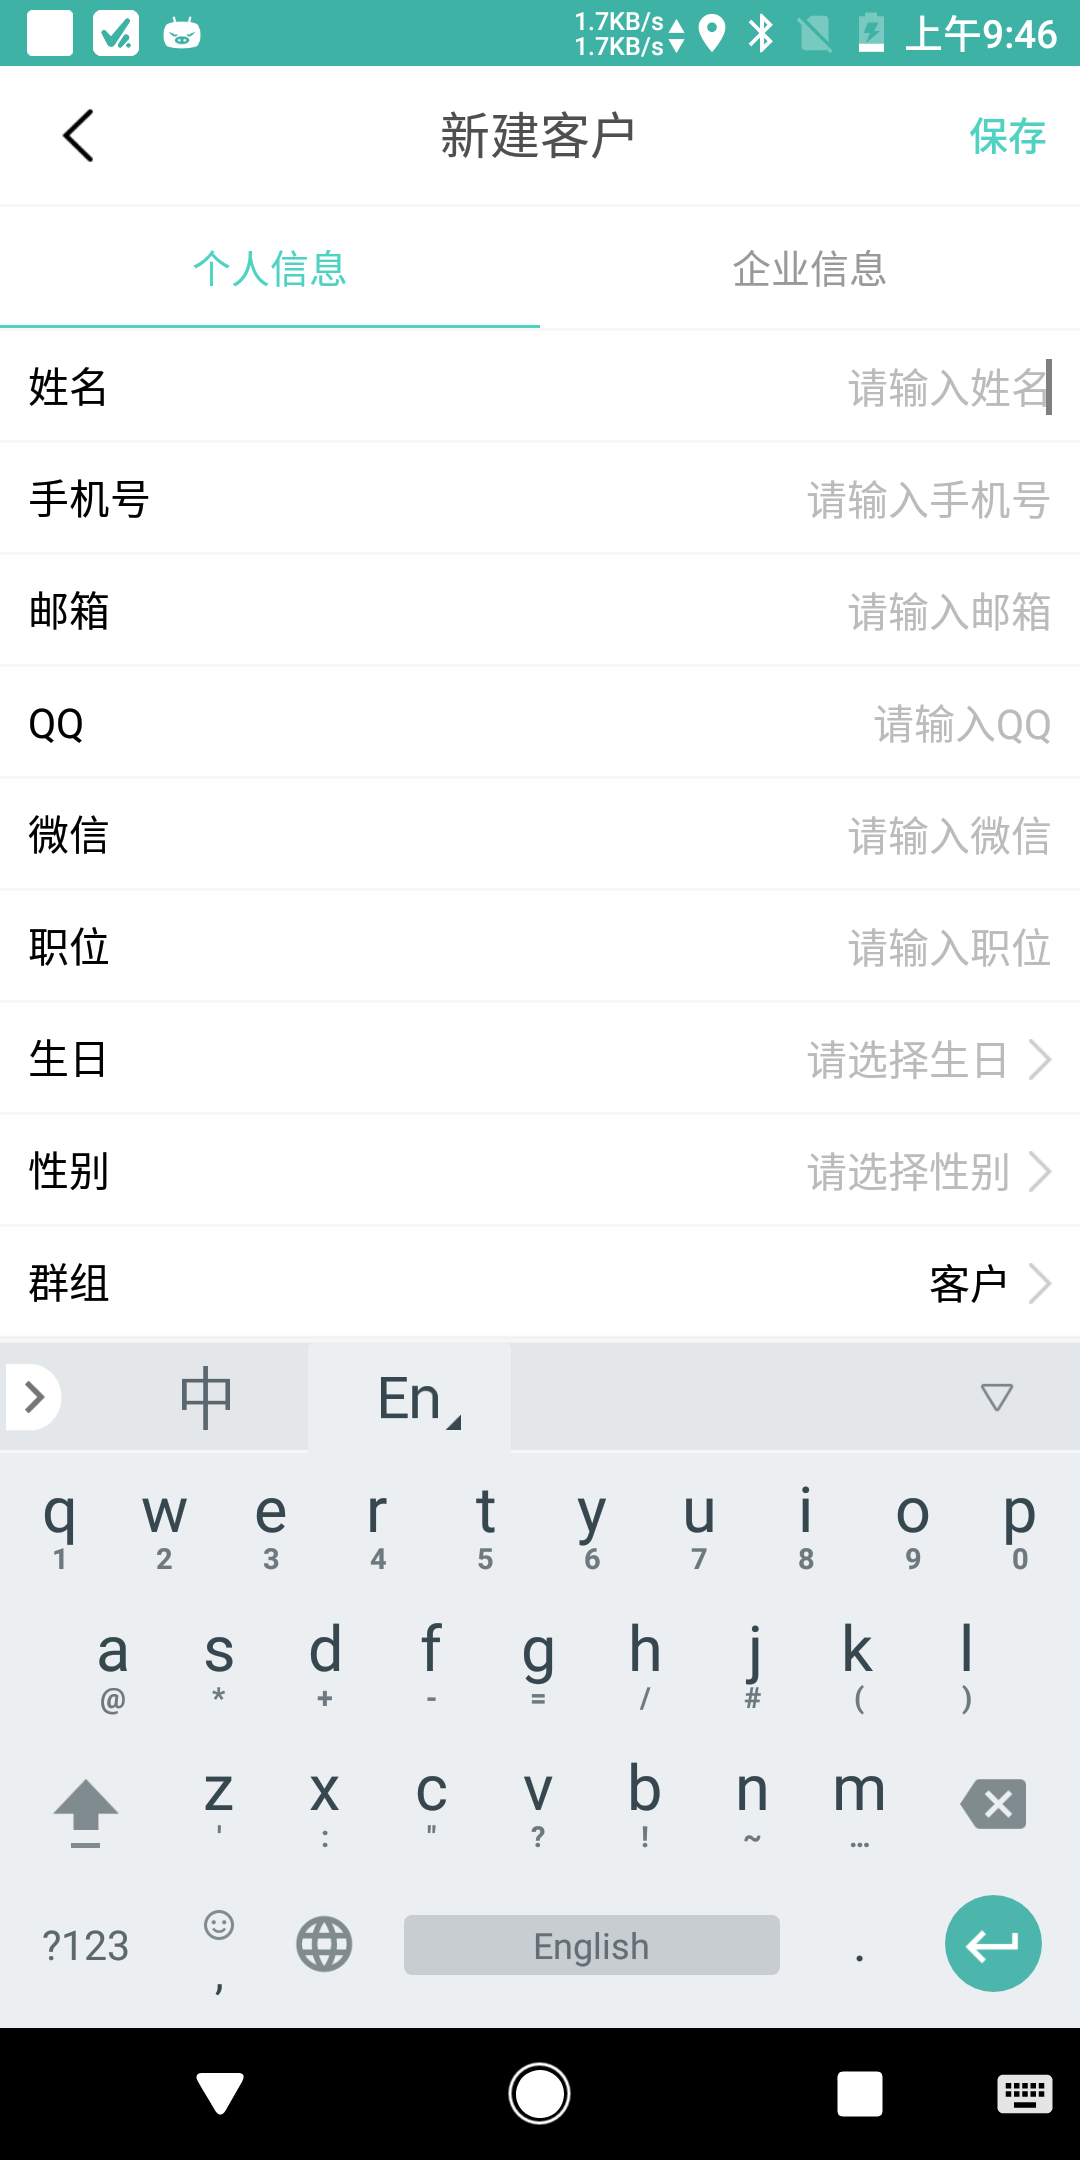 1.7KB/s
1.7KB/s
上午9:46
新建客户
保存
个人信息
企业信息
姓名
请输入姓名
手机号
请输入手机号
邮箱
请输入邮箱
QQ
请输入QQ
微信
请输入微信
职位
请输入职位
生日
请选择生日
性别
请选择性别
群组
客户
中
En
q w e r t y u i o p
1 2 3 4 5 6 7 8 9 0
a s d f g h j k l
@ * + - = / # ( )
z x c v b n m
' : " ? ! ~ …
?123
,
English
.